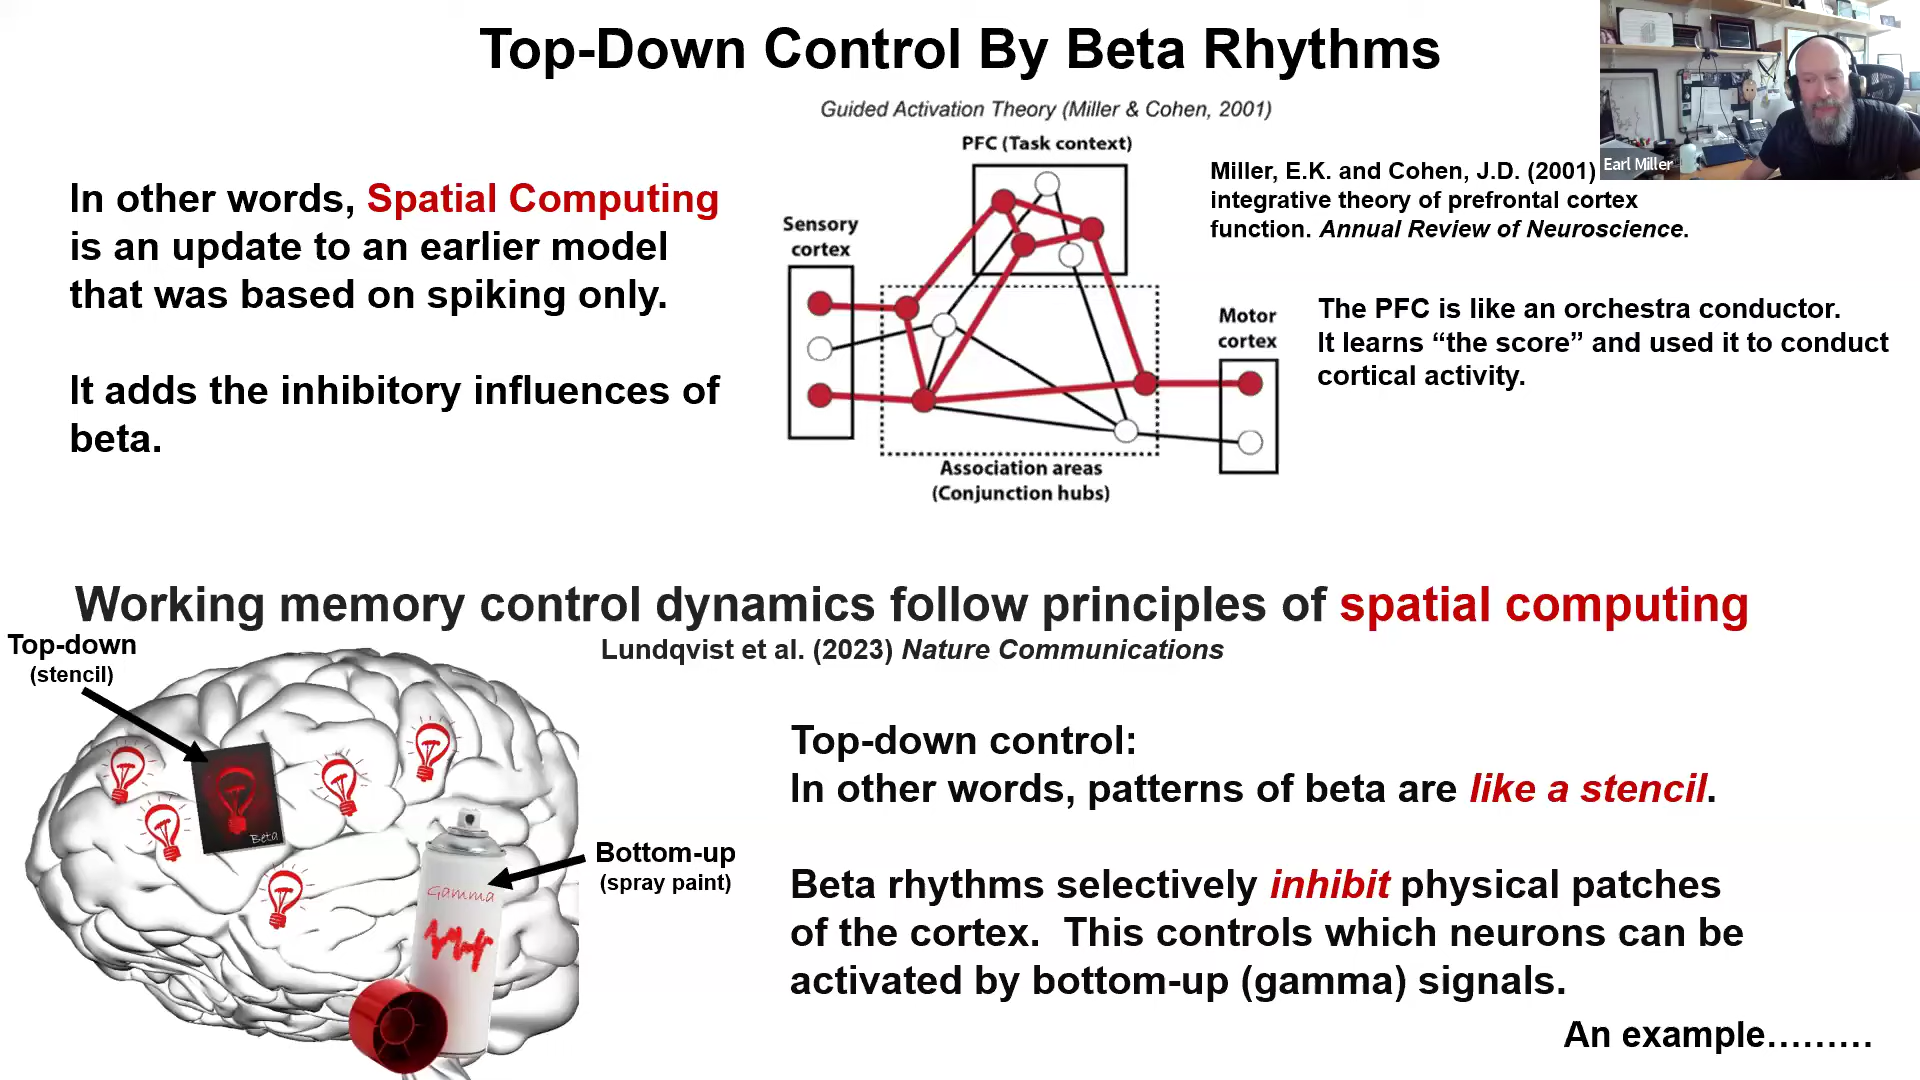 Top-Down Control By Beta Rhythms
Earl Miller
In other words, Spatial Computing
is an update to an earlier model
that was based on spiking only.
It adds the inhibitory influences of
beta.
Guided Activation Theory (Miller & Cohen, 2001)
PFC (Task context)
Sensory
cortex
Motor
cortex
Association areas
(Conjunction hubs)
Miller, E.K. and Cohen, J.D. (2001)
integrative theory of prefrontal cortex
function. Annual Review of Neuroscience.
The PFC is like an orchestra conductor.
It learns “the score” and used it to conduct
cortical activity.
Working memory control dynamics follow principles of spatial computing
Lundqvist et al. (2023) Nature Communications
Top-down
(stencil)
Beta
Gamma
Bottom-up
(spray paint)
Top-down control:
In other words, patterns of beta are like a stencil.
Beta rhythms selectively inhibit physical patches
of the cortex. This controls which neurons can be
activated by bottom-up (gamma) signals.
An example………